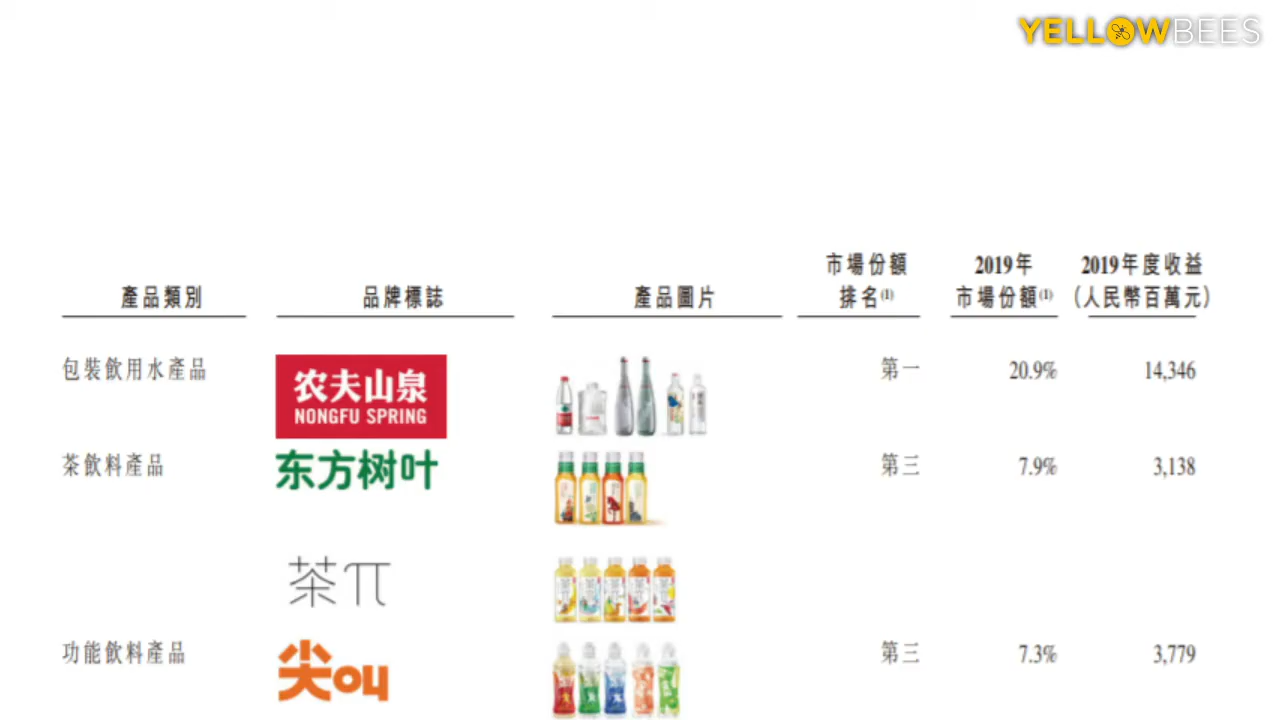 YELLOWBEES
市場份額 2019年 2019年度收益
產品類別 品牌標誌 產品圖片 排名(1) 市場份額(1) (人民幣百萬元)
包裝飲用水產品 农夫山泉 第一 20.9% 14,346
NONGFU SPRING
茶飲料產品 东方树叶 第三 7.9% 3,138
茶π
功能飲料產品 尖叫 第三 7.3% 3,779